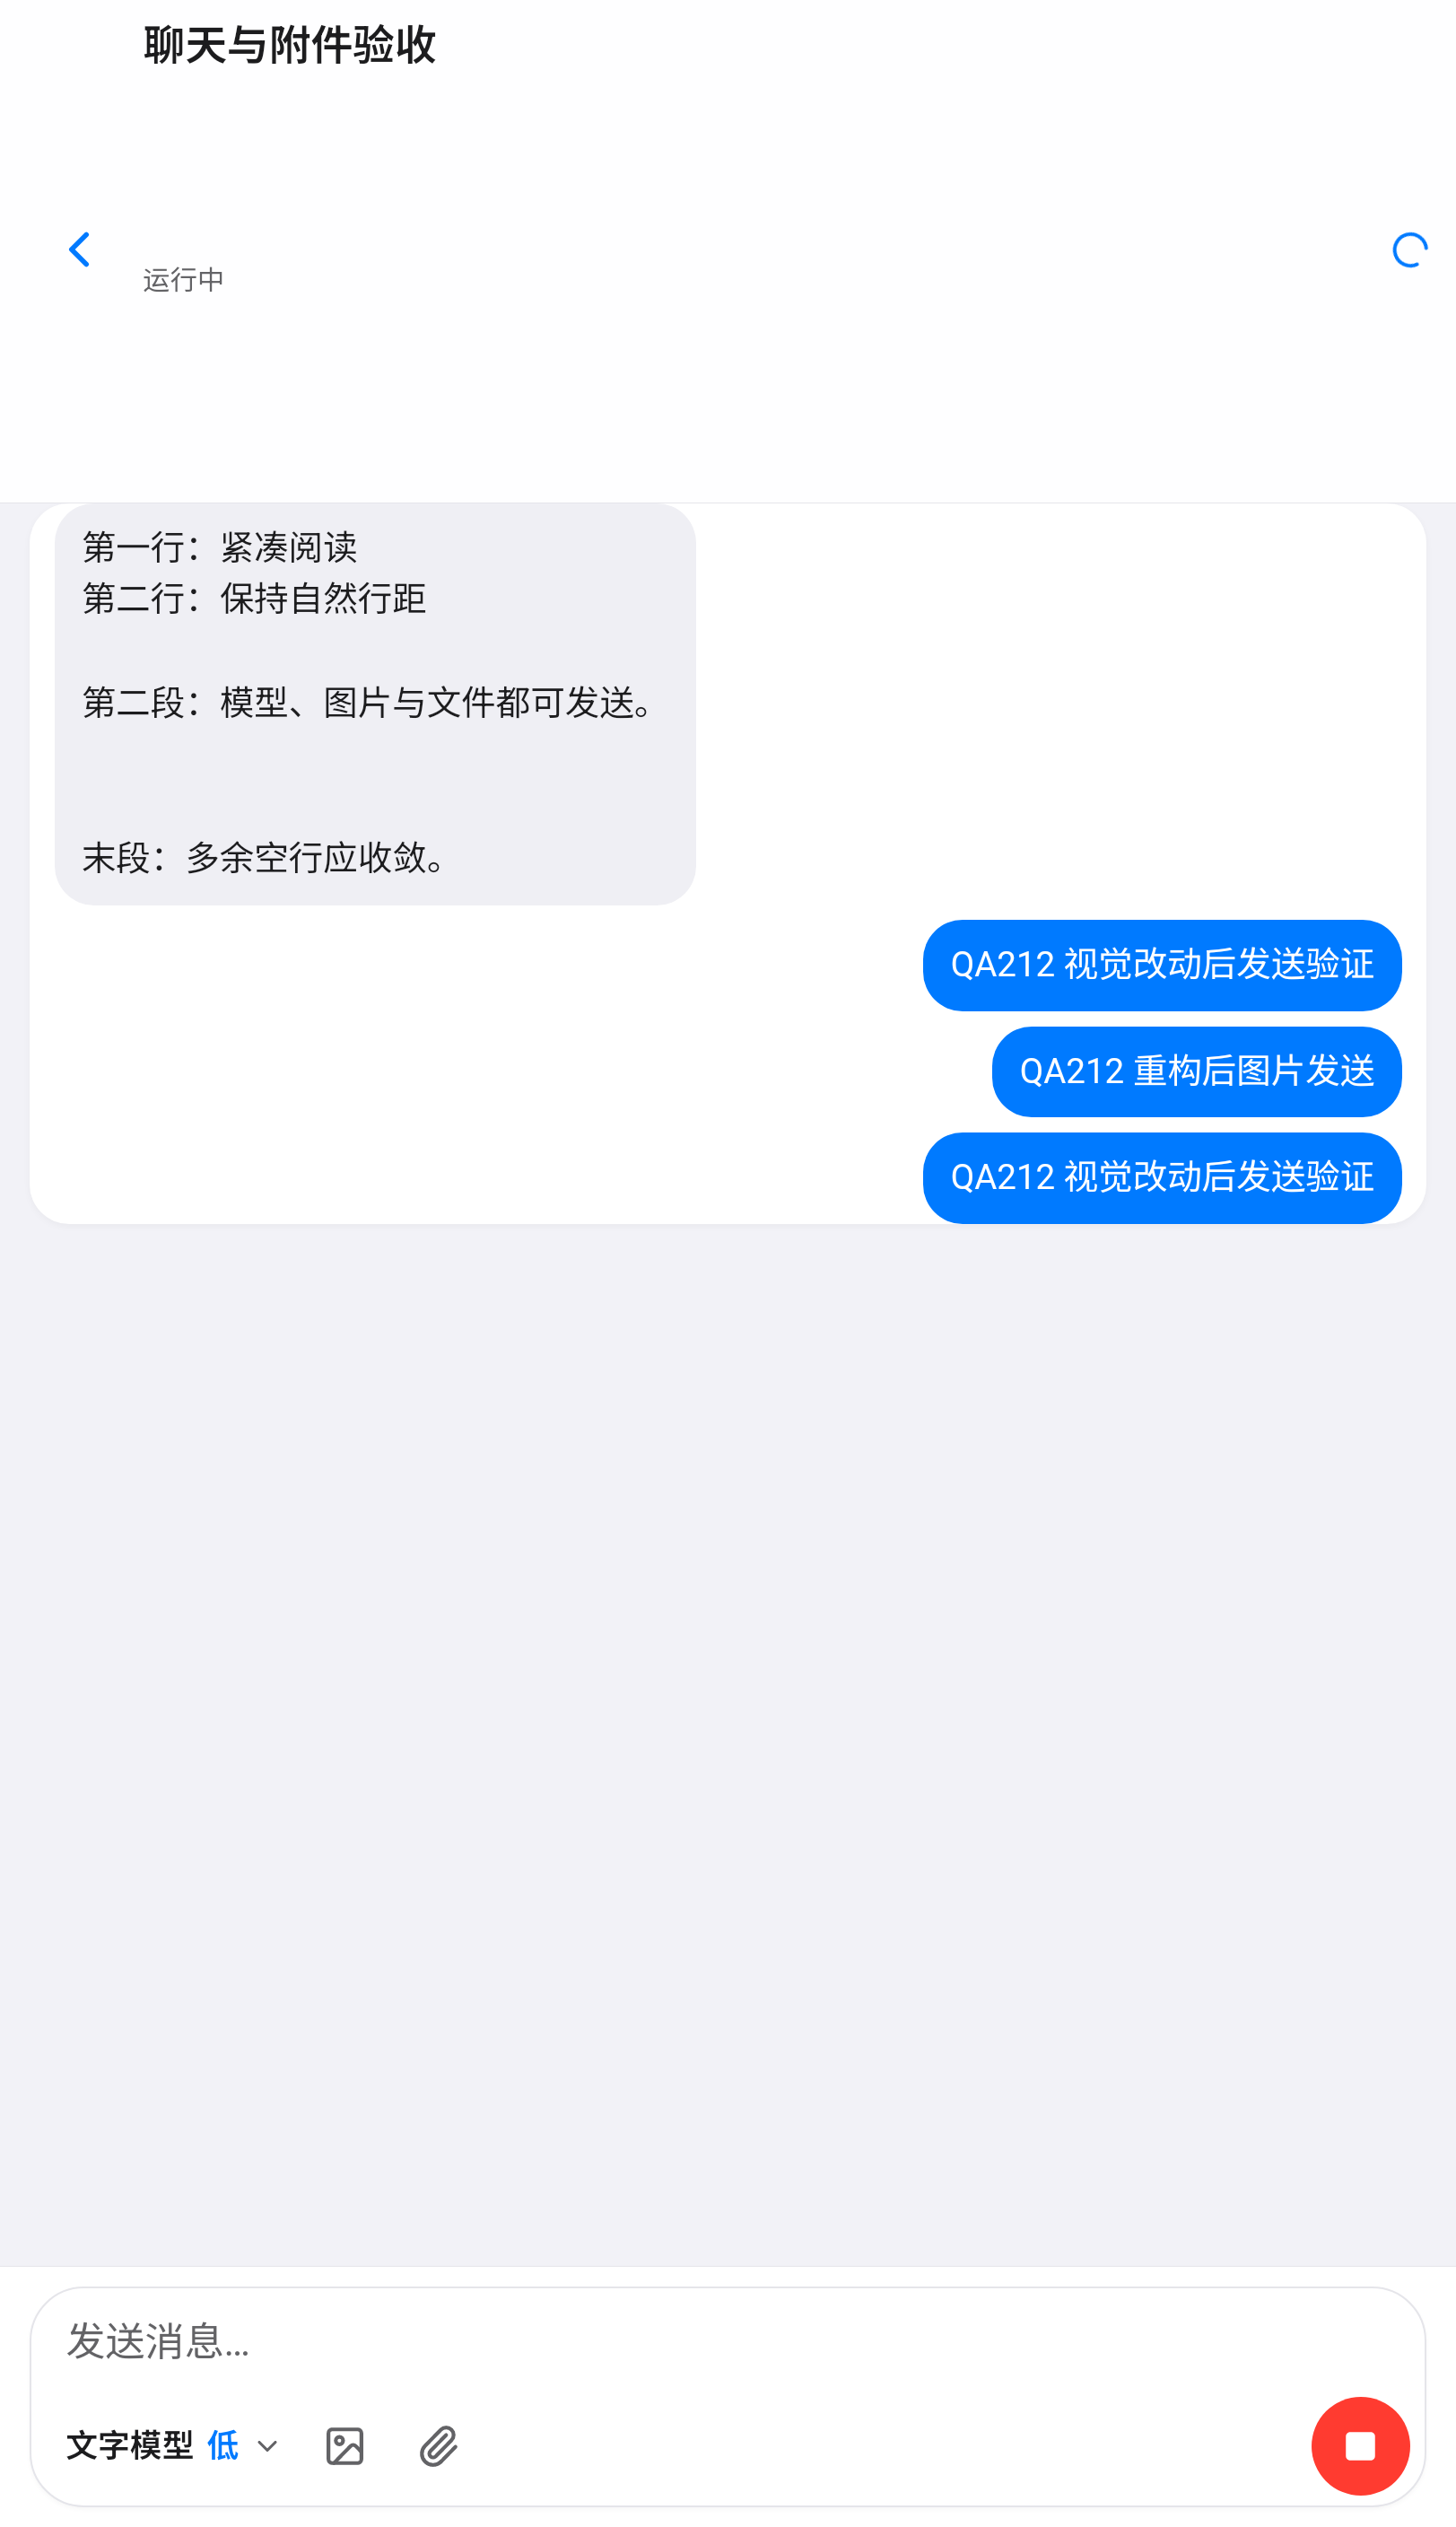 聊天与附件验收
运行中
第一行：紧凑阅读
第二行：保持自然行距
第二段：模型、图片与文件都可发送。
末段：多余空行应收敛。
QA212 视觉改动后发送验证
QA212 重构后图片发送
QA212 视觉改动后发送验证
发送消息...
文字模型 低